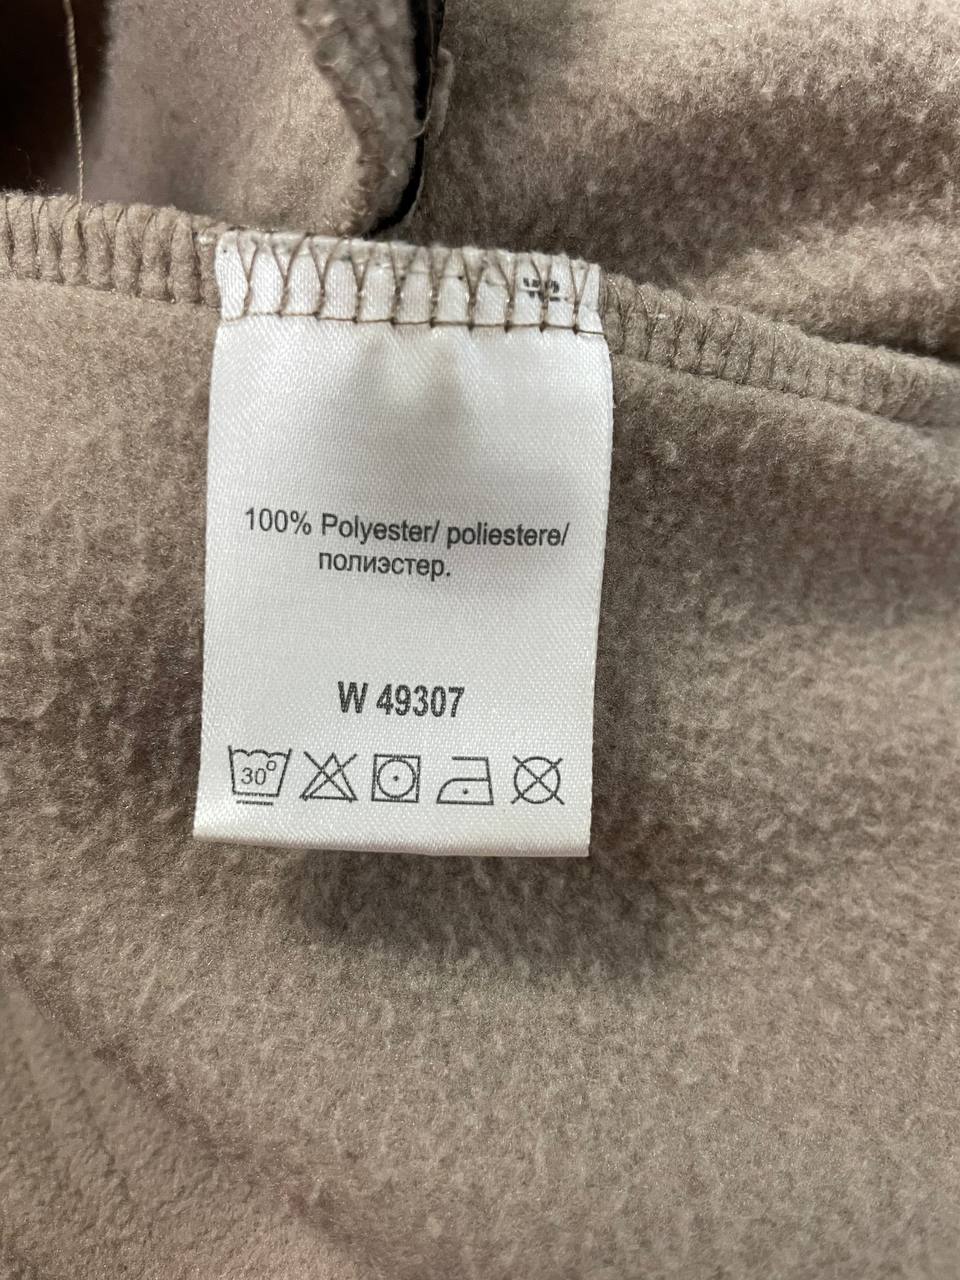 100% Polyester/ poliestere/
полиэстер.
W 49307
30°